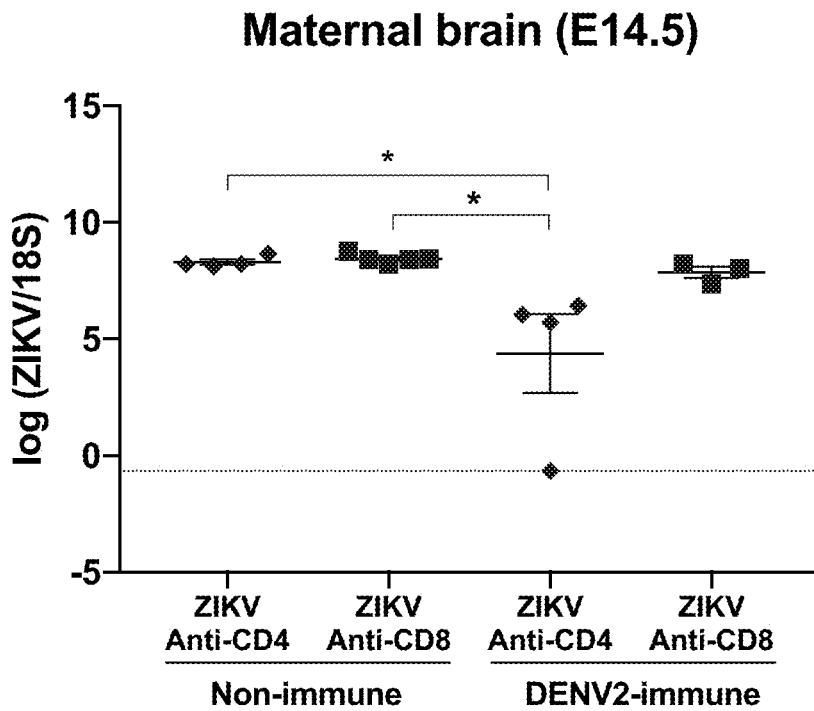 Maternal brain (E14.5)
log (ZIKV/18S)
15
10
5
0
-5
*
*
ZIKV ZIKV ZIKV ZIKV
Anti-CD4 Anti-CD8 Anti-CD4 Anti-CD8
Non-immune DENV2-immune